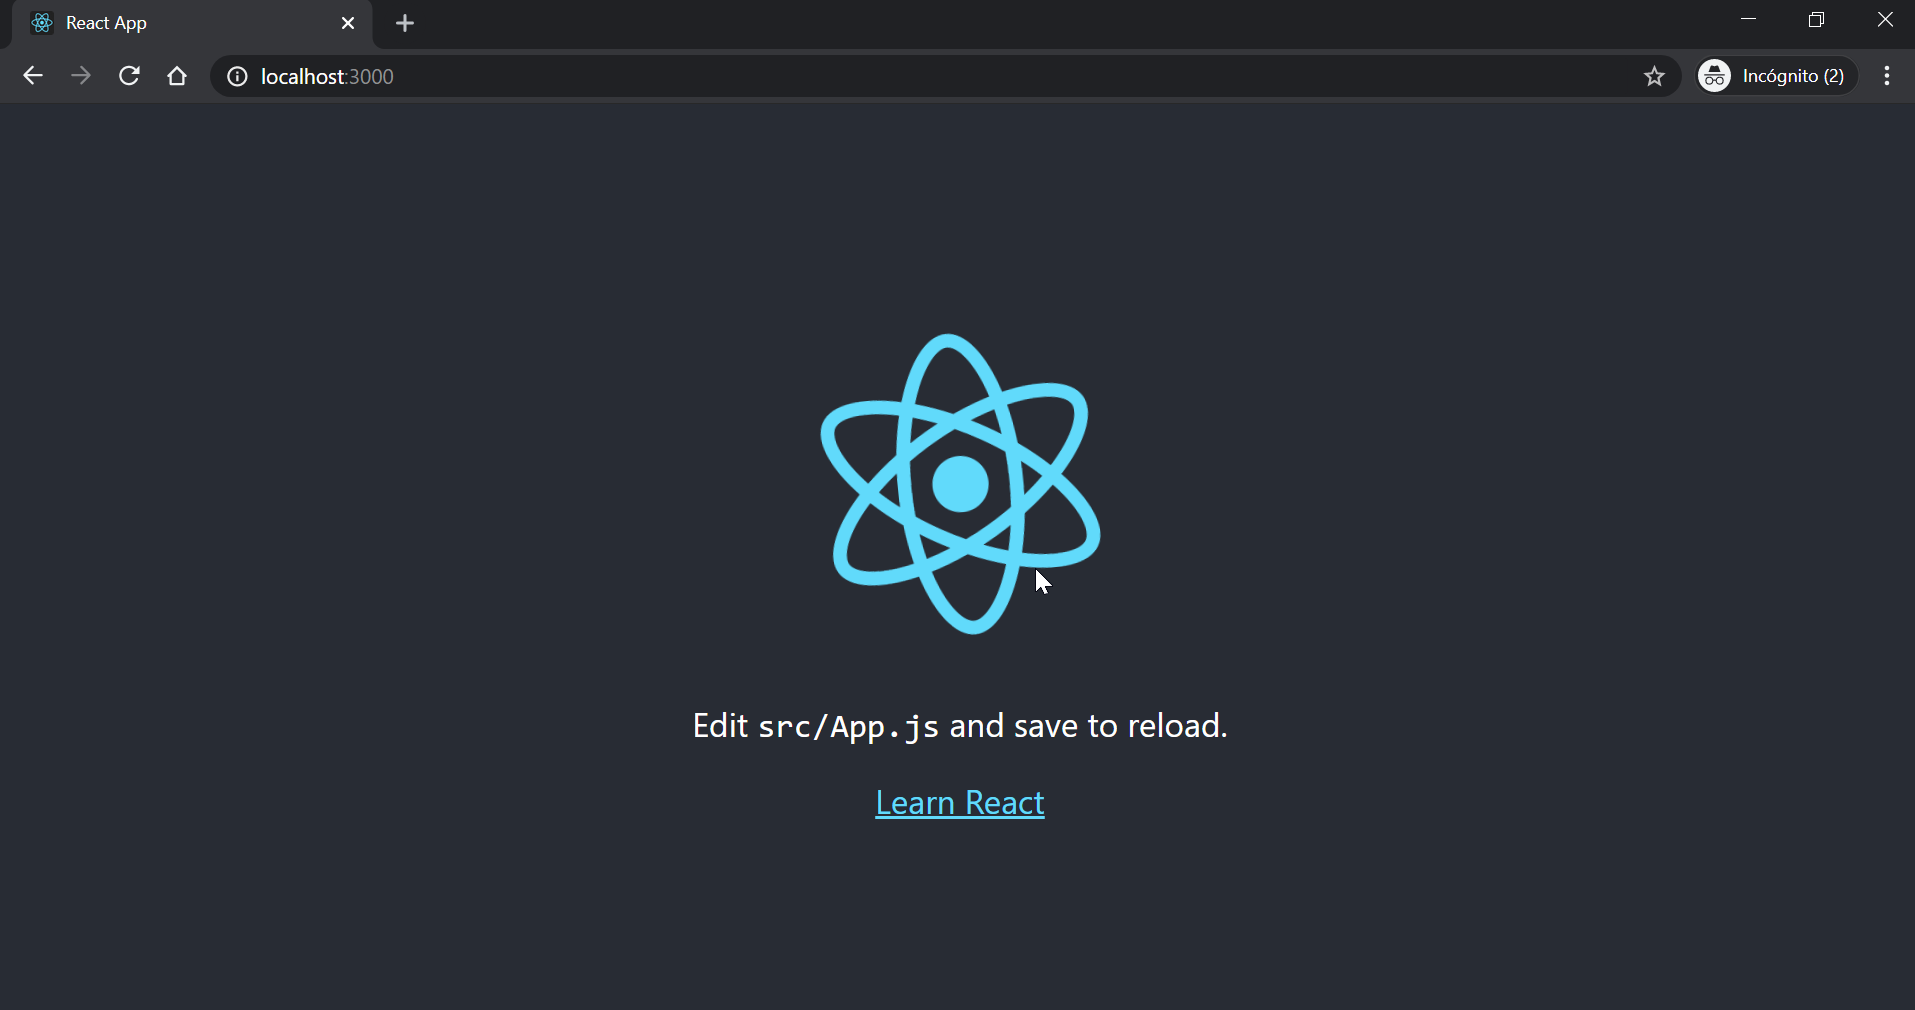 React App
localhost:3000
Incógnito (2)
Edit src/App.js and save to reload.
Learn React